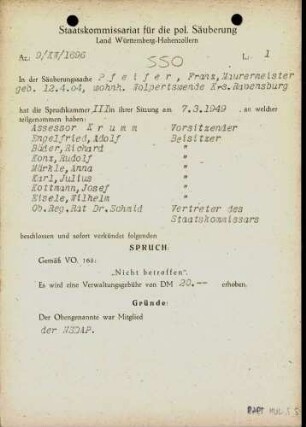 Staatskommissariat für die pol. Säuberung
Land Württemberg-Hohenzollern
SSO
Az.: 9/XX/1696 L: 1
In der Säuberungssache Pfeifer, Franz, Maurermeister
geb. 12.4.04, wohnh. Wolpertswende Krs.Ravensburg
hat die Spruchkammer III in ihrer Sitzung am 7.3.1949, an welcher
teilgenommen haben:
Assessor Krumm Vorsitzender
Engelfried, Adolf Beisitzer
Richard "
Konz, Rudolf "
Märkle, Anna "
Karl, Julius "
Kottmann, Josef "
Eisele, Wilhelm "
Ob.Reg.Rat Dr.Schmid Vertreter des
Staatskommissars
beschlossen und sofort verkündet folgenden
SPRUCH:
Gemäß VO.
"Nicht betroffen".
Es wird eine Verwaltungsgebühr von DM 20.-- erhoben.
Gründe:
Der Obengenannte war Mitglied
der NSDAP.